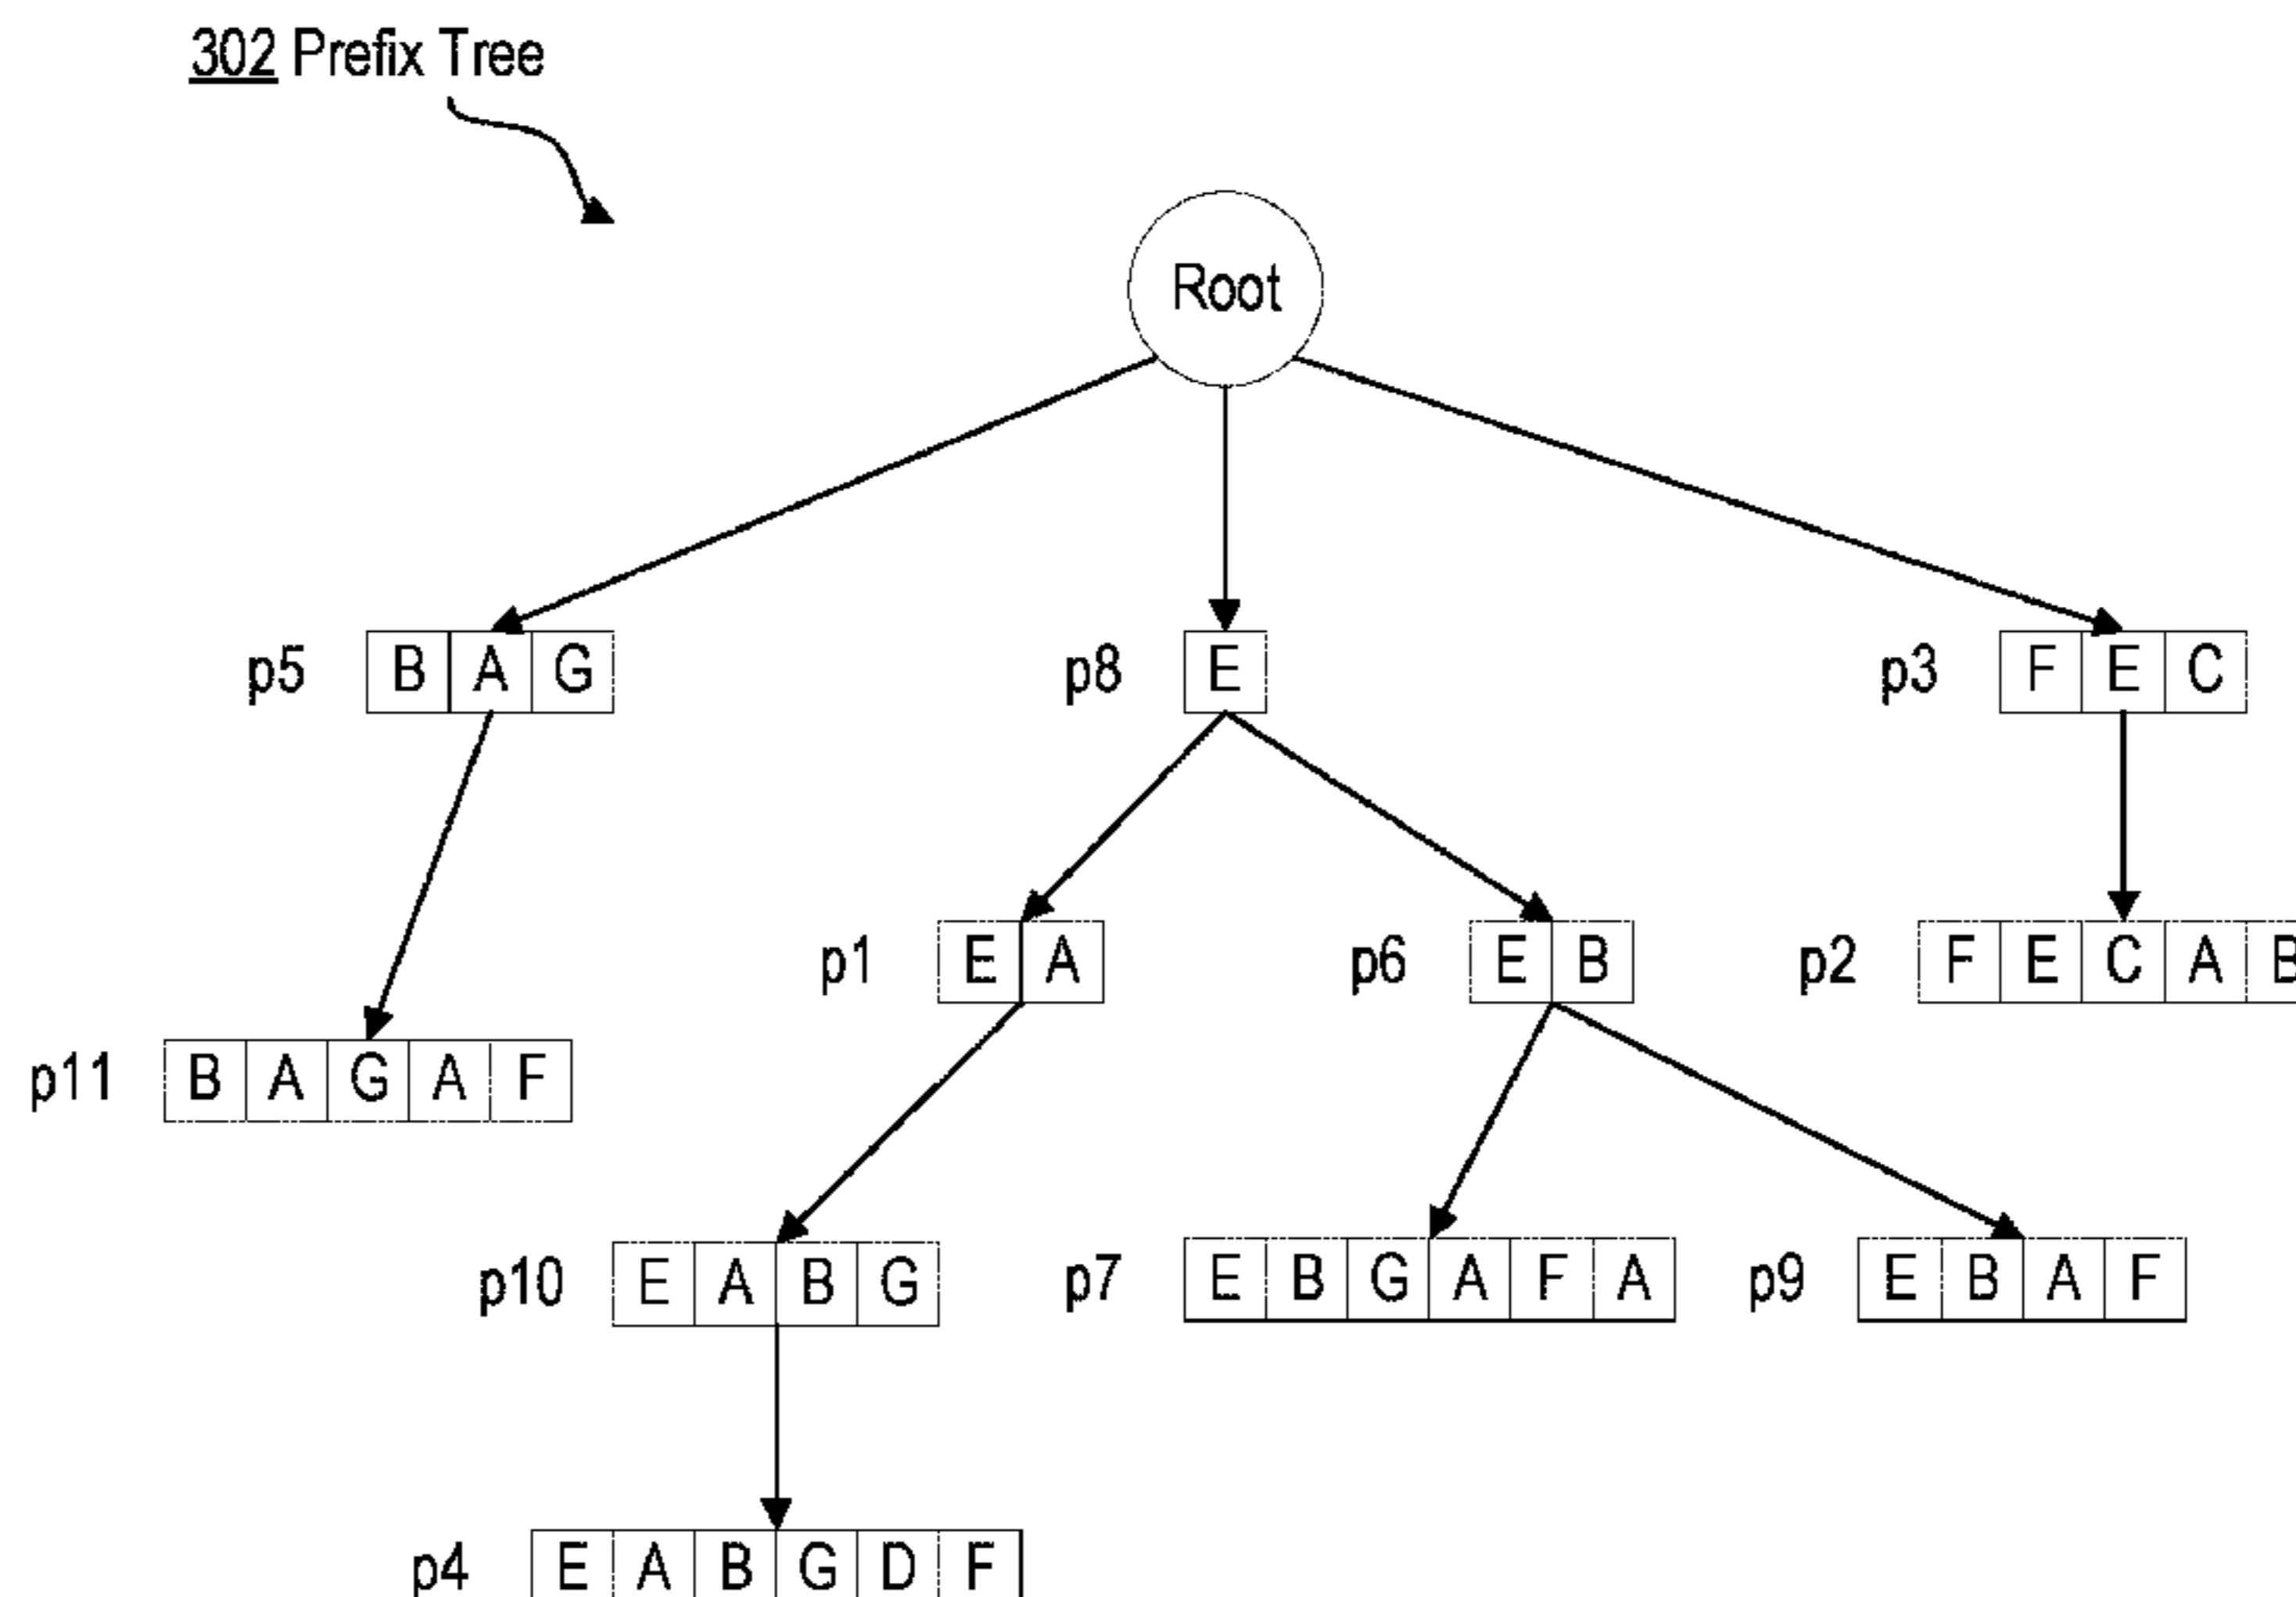 302 Prefix Tree
Root
p5 B A G
p8 E
p3 F E C
p1 E A
p6 E B
p2 F E C A B
p11 B A G A F
p10 E A B G
p7 E B G A F A
p9 E B A F
p4 E A B G D F